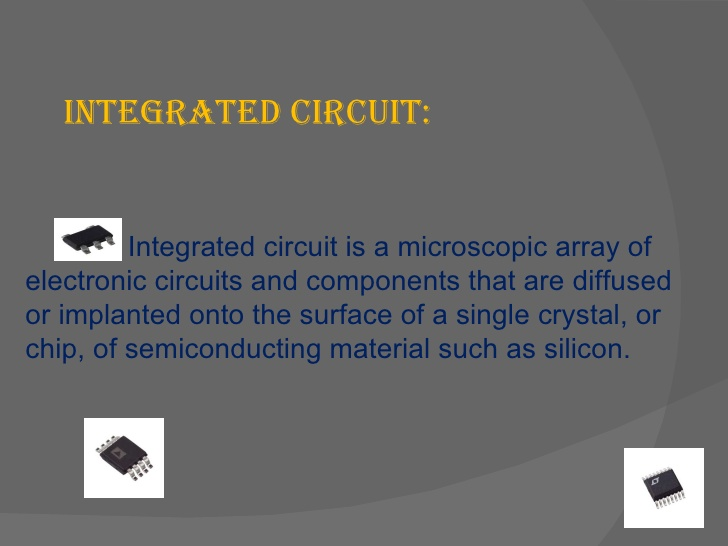 INTEGRATED CIRCUIT:
Integrated circuit is a microscopic array of
electronic circuits and components that are diffused
or implanted onto the surface of a single crystal, or
chip, of semiconducting material such as silicon.